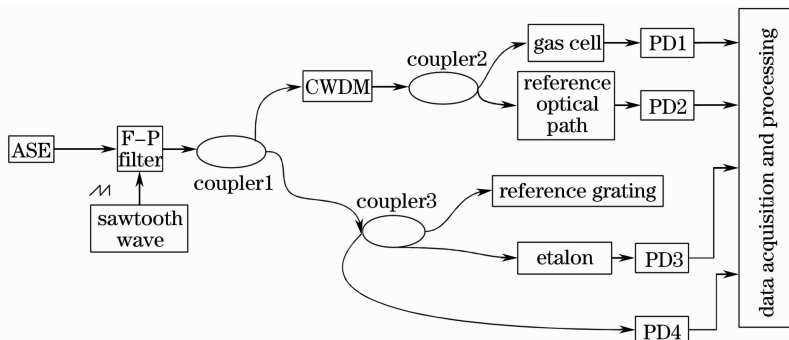 ASE
F-P
filter
sawtooth
wave
coupler1
CWDM
coupler2
gas cell
PD1
reference
optical
path
PD2
coupler3
reference grating
etalon
PD3
PD4
data acquisition and processing